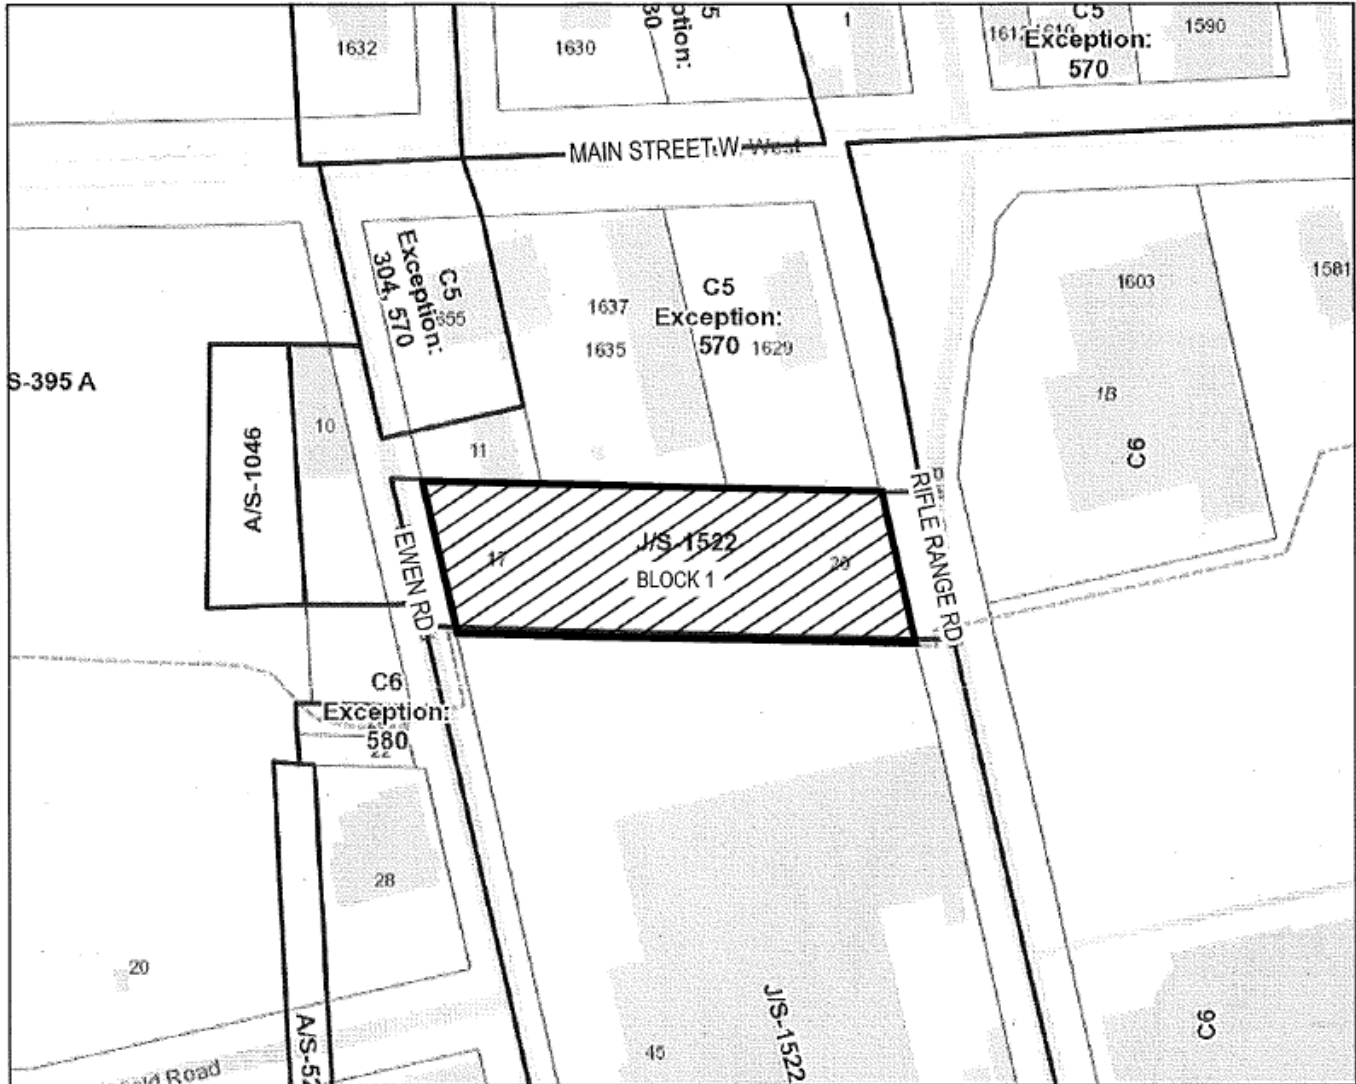 1632
1630
1
C5
Exception:
570
1590
MAIN STREET W. West
C5
Exception:
304, 570
1637
1635
C5
Exception:
570
1629
1603
1581
1B
C6
S-395 A
A/S-1046
10
11
EWEN RD
17
J/S-1522
BLOCK 1
20
RIFLE RANGE RD
C6
Exception:
580
22
28
20
45
J/S-1522
C6
Road